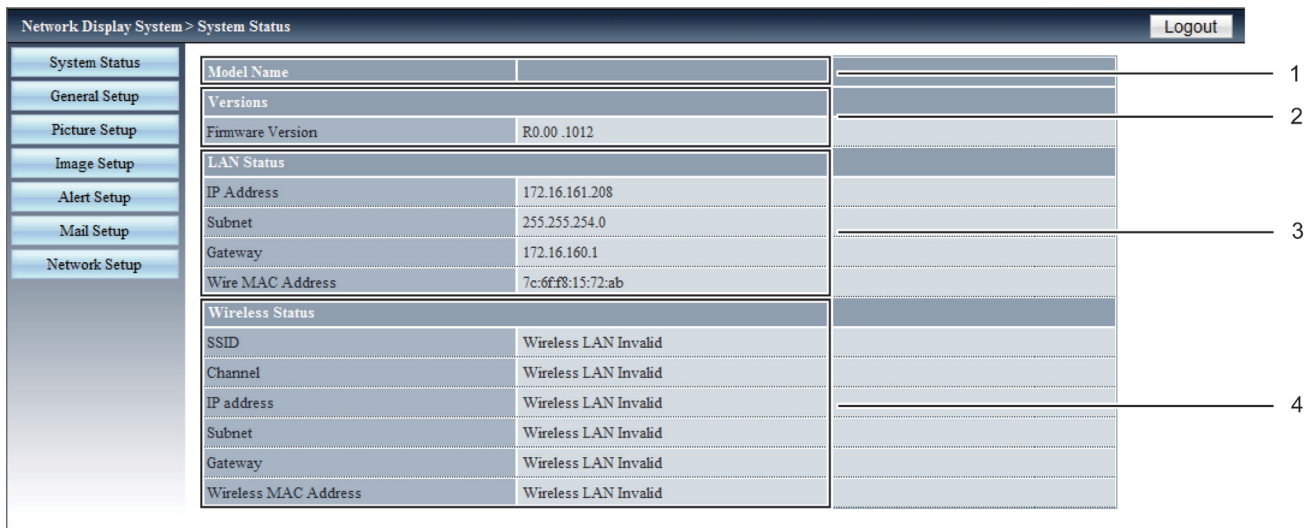 Network Display System > System Status
Logout
System Status
General Setup
Picture Setup
Image Setup
Alert Setup
Mail Setup
Network Setup
Model Name
1
Versions
2
Firmware Version R0.00 .1012
LAN Status
IP Address 172.16.161.208
Subnet 255.255.254.0
3
Gateway 172.16.160.1
Wire MAC Address 7c:6f:f8:15:72:ab
Wireless Status
SSID Wireless LAN Invalid
Channel Wireless LAN Invalid
IP address Wireless LAN Invalid
4
Subnet Wireless LAN Invalid
Gateway Wireless LAN Invalid
Wireless MAC Address Wireless LAN Invalid